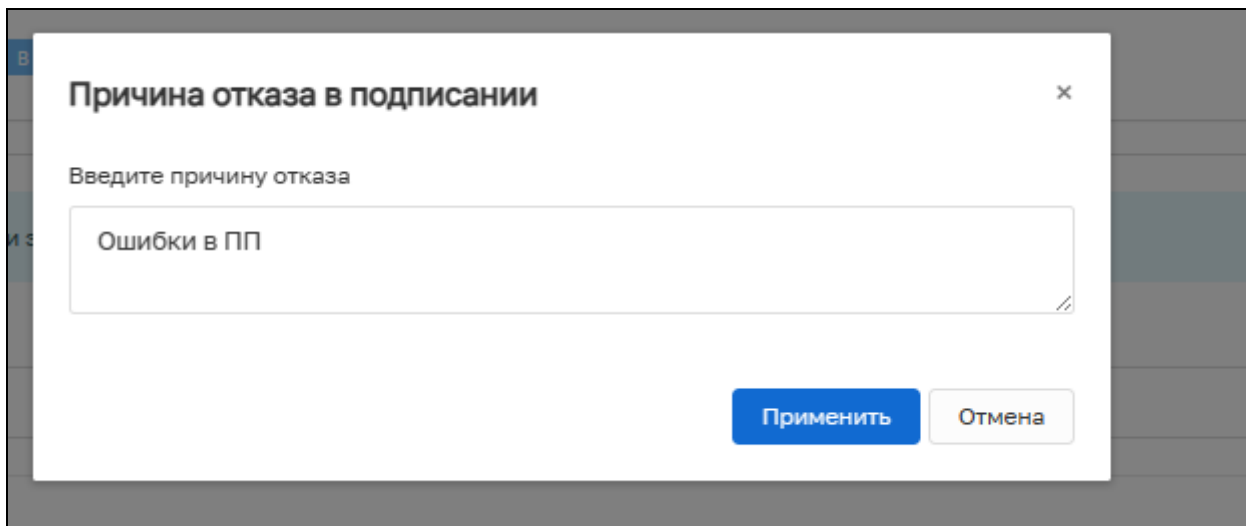 В
Причина отказа в подписании
×
Введите причину отказа
и з
Ошибки в ПП
Применить Отмена